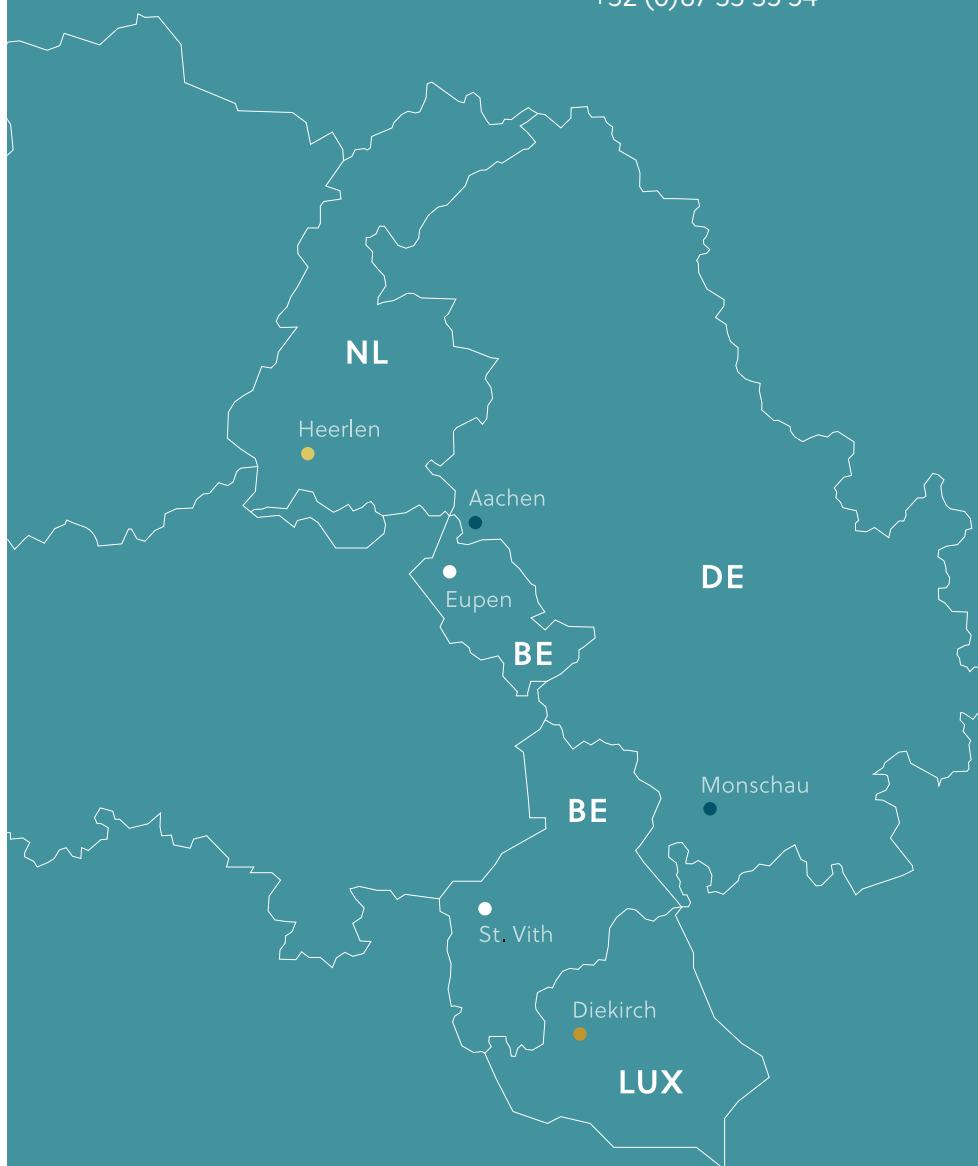 NL
Heerlen
Aachen
DE
Eupen
BE
Monschau
BE
St. Vith
Diekirch
LUX